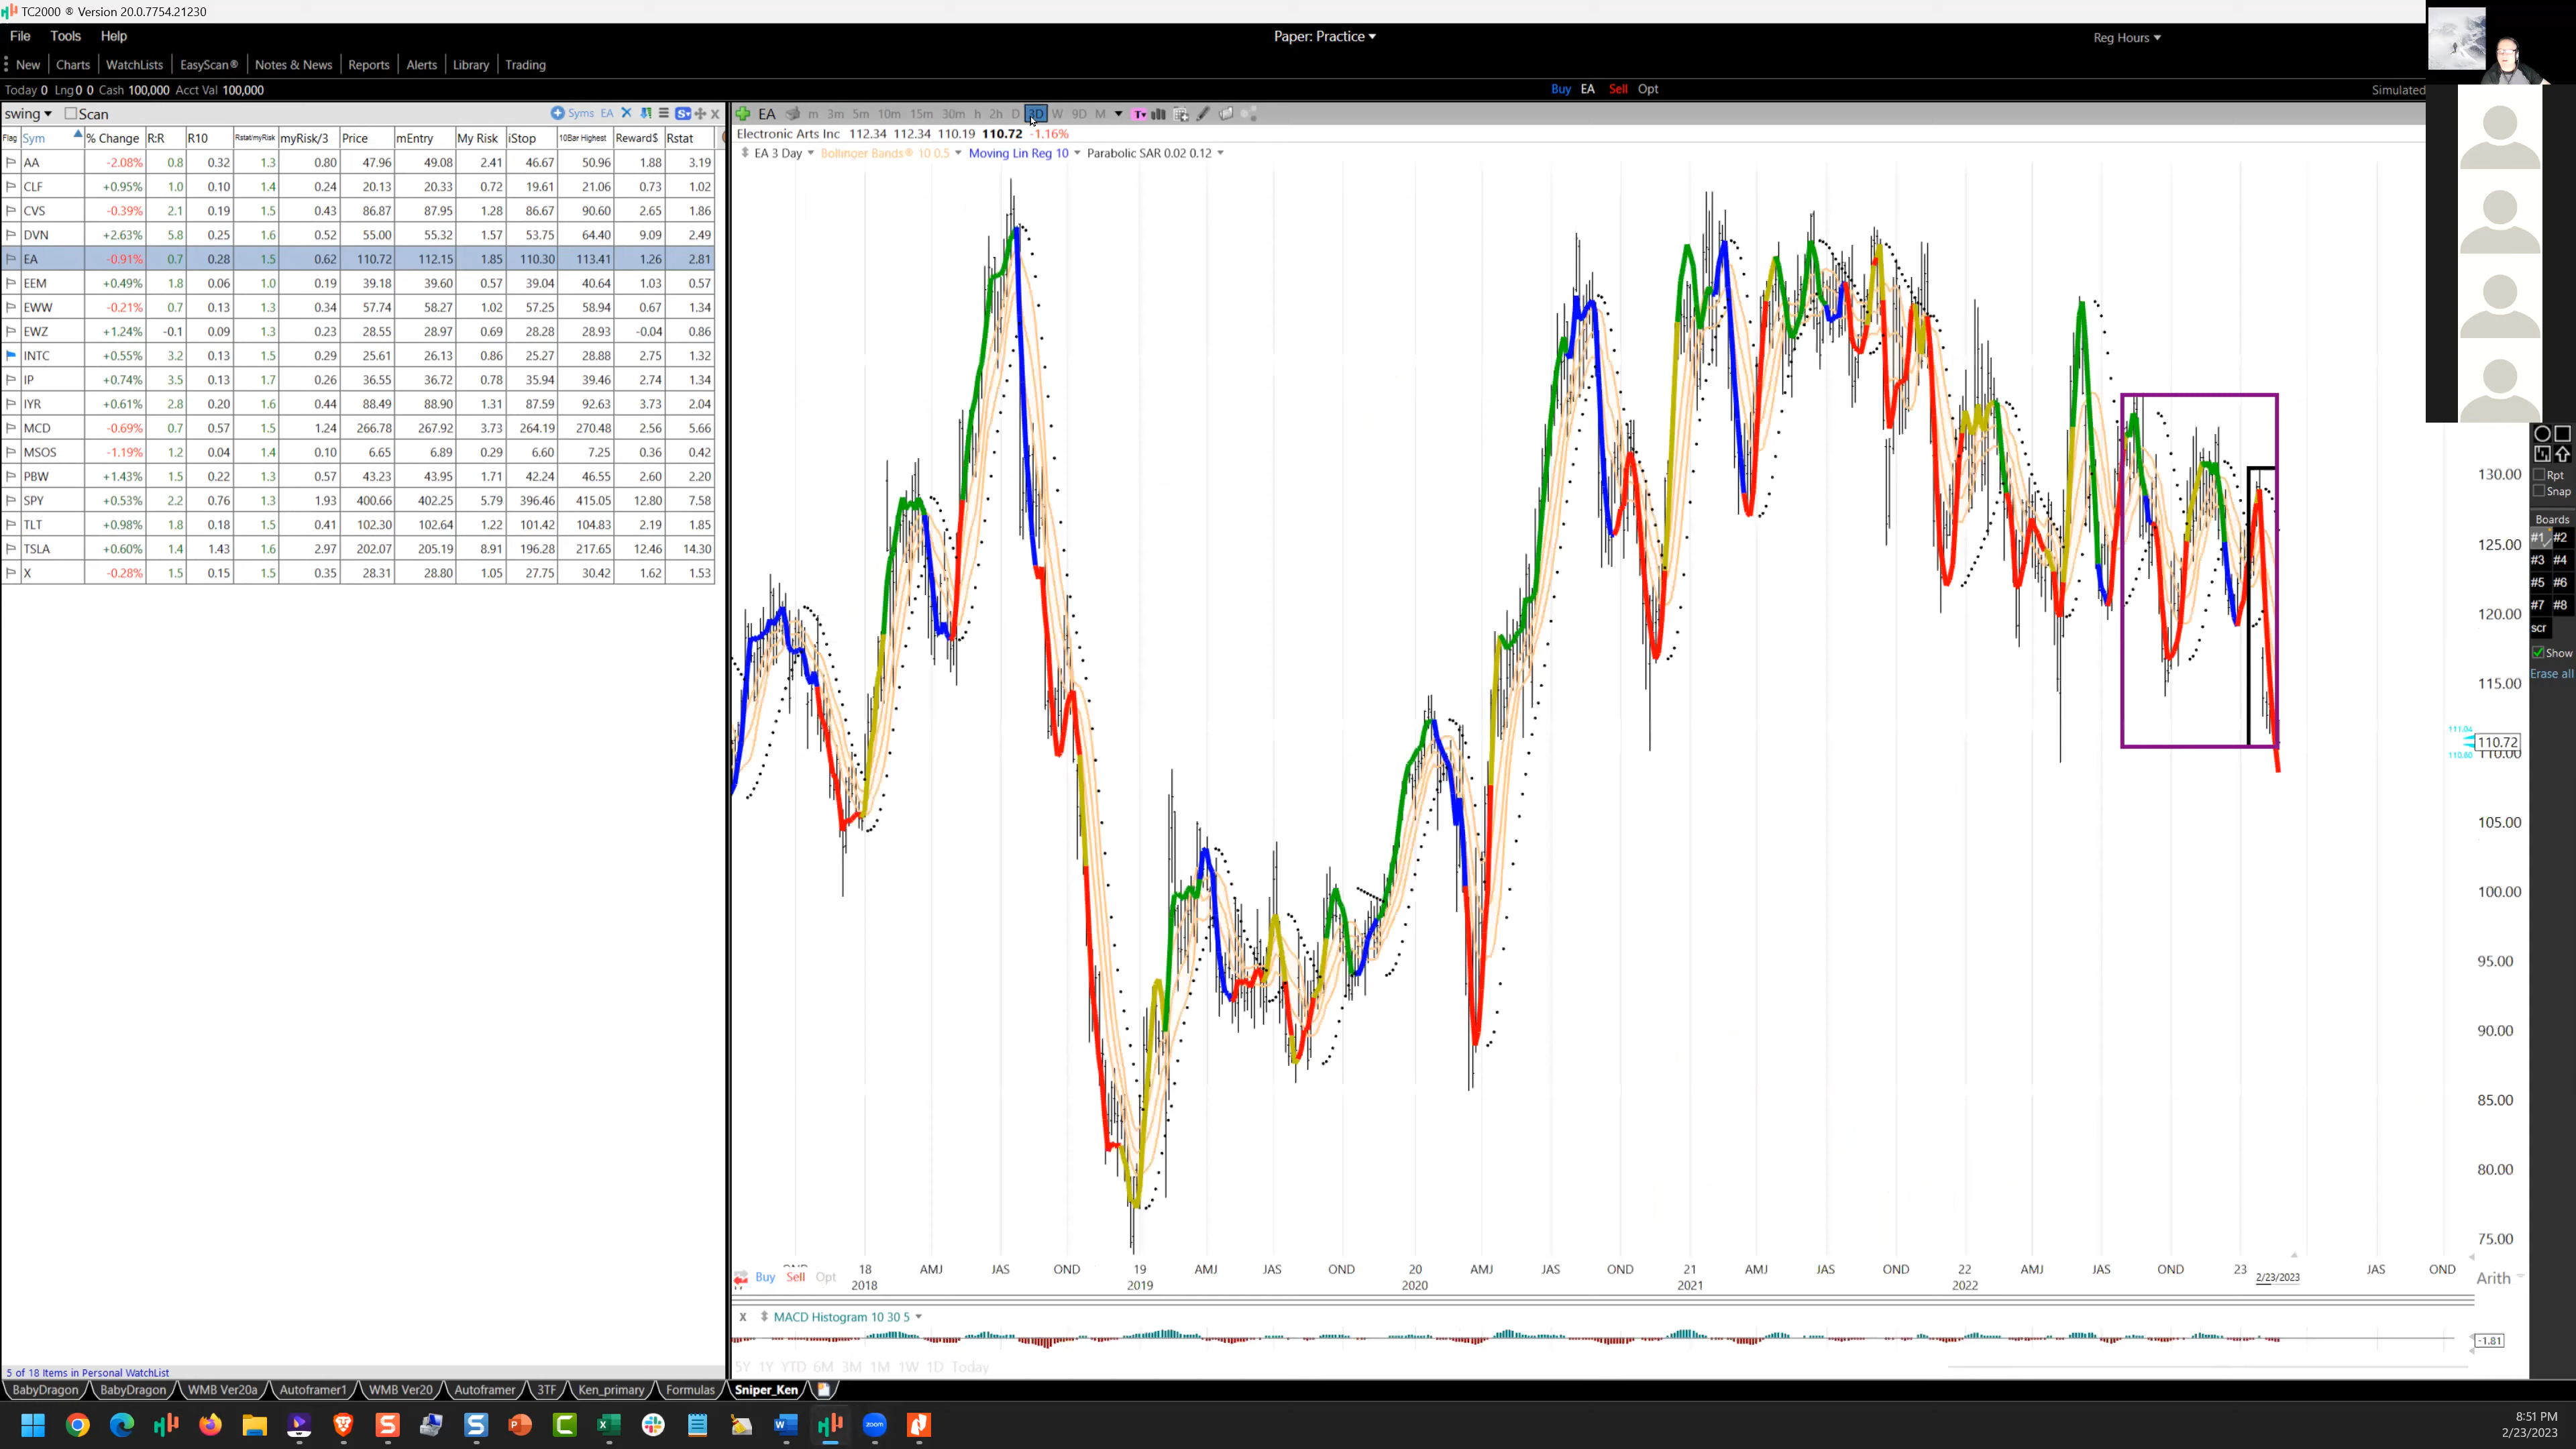 TC2000 ® Version 20.0.7754.21230
File Tools Help
Paper: Practice
Reg Hours
New Charts WatchLists EasyScan® Notes & News Reports Alerts Library Trading
Today 0 Lng0 0 Cash 100,000 Acct Val 100,000
Buy EA Sell Opt
Simulated
swing Scan
Syms EA X
EA m 3m 5m 10m 15m 30m h 2h D 3D W 9D M
Flag Sym % Change R:R R10 Rstat/myRisk myRisk/3 Price mEntry My Risk iStop 10Bar Highest Reward$ Rstat
AA -2.08% 0.8 0.32 1.3 0.80 47.96 49.08 2.41 46.67 50.96 1.88 3.19
CLF +0.95% 1.0 0.10 1.4 0.24 20.13 20.33 0.72 19.61 21.06 0.73 1.02
CVS -0.39% 2.1 0.19 1.5 0.43 86.87 87.95 1.28 86.67 90.60 2.65 1.86
DVN +2.63% 5.8 0.25 1.6 0.52 55.00 55.32 1.57 53.75 64.40 9.09 2.49
EA -0.91% 0.7 0.28 1.5 0.62 110.72 112.15 1.85 110.30 113.41 1.26 2.81
EEM +0.49% 1.8 0.06 1.0 0.19 39.18 39.60 0.57 39.04 40.64 1.03 0.57
EWW -0.21% 0.7 0.13 1.3 0.34 57.74 58.27 1.02 57.25 58.94 0.67 1.34
EWZ +1.24% -0.1 0.09 1.3 0.23 28.55 28.97 0.69 28.28 28.93 -0.04 0.86
INTC +0.55% 3.2 0.13 1.5 0.29 25.61 26.13 0.86 25.27 28.88 2.75 1.32
IP +0.74% 3.5 0.13 1.7 0.26 36.55 36.72 0.78 35.94 39.46 2.74 1.34
IYR +0.61% 2.8 0.20 1.6 0.44 88.49 88.90 1.31 87.59 92.63 3.73 2.04
MCD -0.69% 0.7 0.57 1.5 1.24 266.78 267.92 3.73 264.19 270.48 2.56 5.66
MSOS -1.19% 1.2 0.04 1.4 0.10 6.65 6.89 0.29 6.60 7.25 0.36 0.42
PBW +1.43% 1.5 0.22 1.3 0.57 43.23 43.95 1.71 42.24 46.55 2.60 2.20
SPY +0.53% 2.2 0.76 1.3 1.93 400.66 402.25 5.79 396.46 415.05 12.80 7.58
TLT +0.98% 1.8 0.18 1.5 0.41 102.30 102.64 1.22 101.42 104.83 2.19 1.85
TSLA +0.60% 1.4 1.43 1.6 2.97 202.07 205.19 8.91 196.28 217.65 12.46 14.30
X -0.28% 1.5 0.15 1.5 0.35 28.31 28.80 1.05 27.75 30.42 1.62 1.53
Electronic Arts Inc 112.34 112.34 110.19 110.72 -1.16%
EA 3 Day Bollinger Bands® 10 0.5 Moving Lin Reg 10 Parabolic SAR 0.02 0.12
130.00
125.00
120.00
115.00
111.04
110.72
110.60
110.00
105.00
100.00
95.00
90.00
85.00
80.00
75.00
Rpt
Snap
Boards
#1 #2
#3 #4
#5 #6
#7 #8
scr
Show
Erase all
18 AMJ JAS OND 19 AMJ JAS OND 20 AMJ JAS OND 21 AMJ JAS OND 22 AMJ JAS OND 23 JAS OND
2018 2019 2020 2021 2022 2/23/2023
Buy Sell Opt
Arith
X MACD Histogram 10 30 5
-1.81
5Y 1Y YTD 6M 3M 1M 1W 1D Today
5 of 18 Items in Personal WatchList
BabyDragon BabyDragon WMB Ver20a Autoframer1 WMB Ver20 Autoframer 3TF Ken_primary Formulas Sniper_Ken
zoom
8:51 PM
2/23/2023